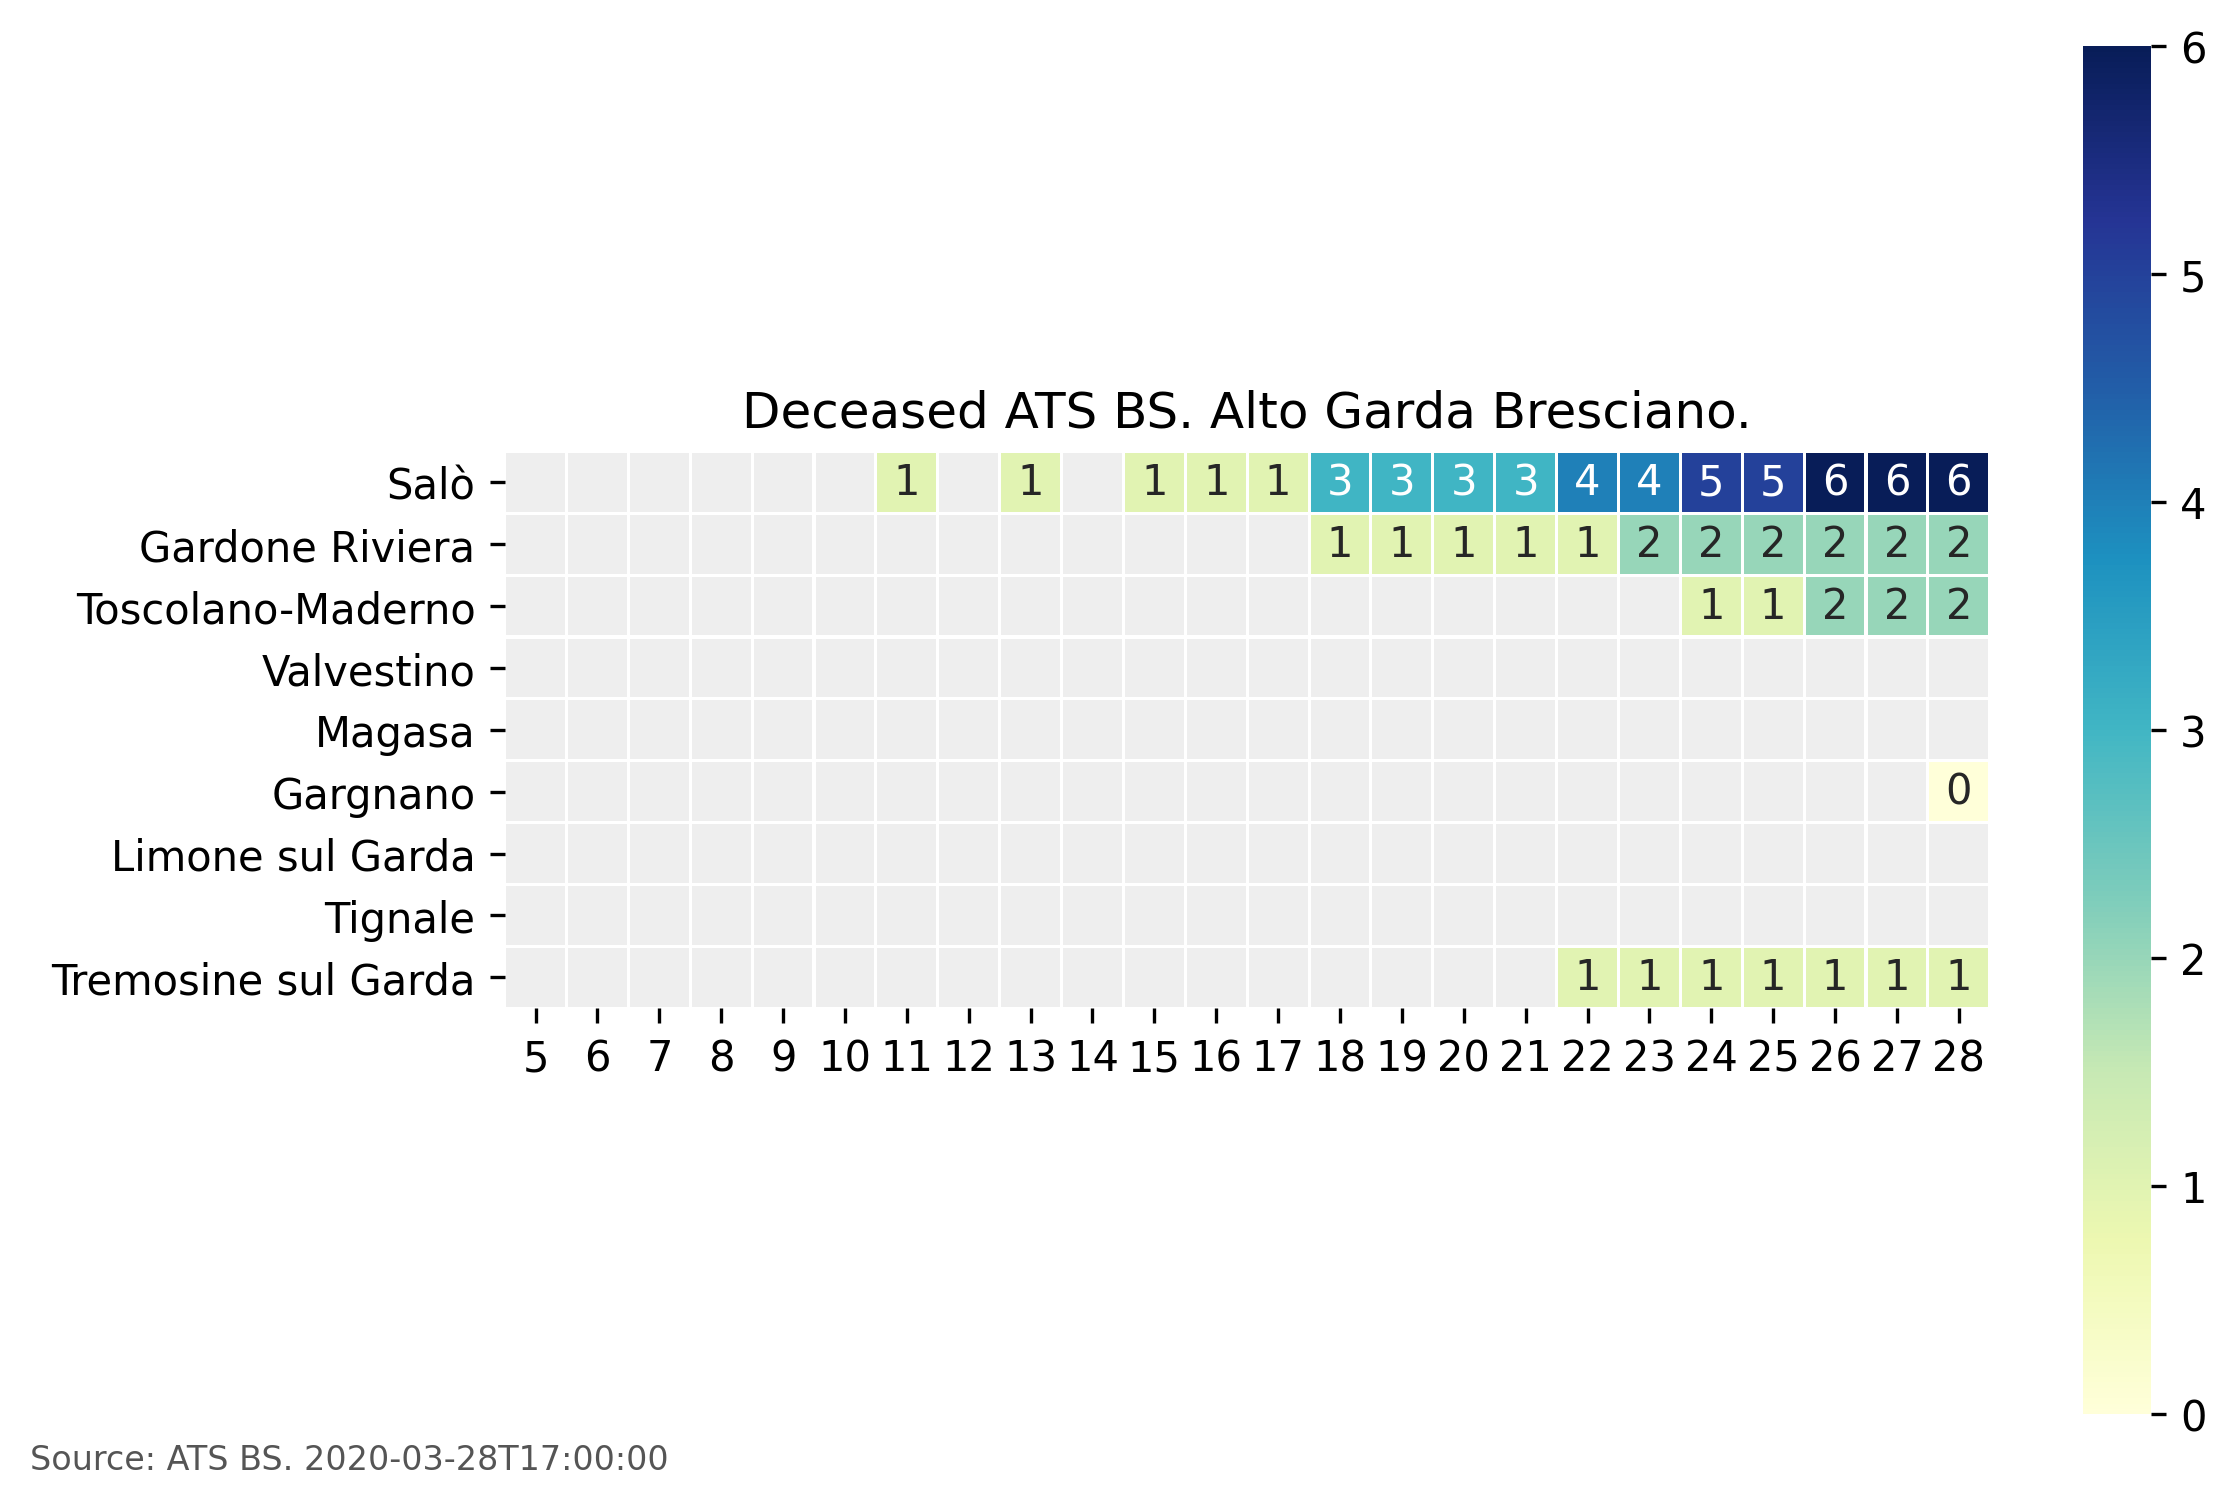 Deceased ATS BS. Alto Garda Bresciano.
Salò 1 1 1 1 1 3 3 3 3 4 4 5 5 6 6 6
Gardone Riviera 1 1 1 1 1 2 2 2 2 2 2
Toscolano-Maderno 1 1 2 2 2
Valvestino
Magasa
Gargnano 0
Limone sul Garda
Tignale
Tremosine sul Garda 1 1 1 1 1 1 1
5 6 7 8 9 10 11 12 13 14 15 16 17 18 19 20 21 22 23 24 25 26 27 28
6
5
4
3
2
1
0
Source: ATS BS. 2020-03-28T17:00:00